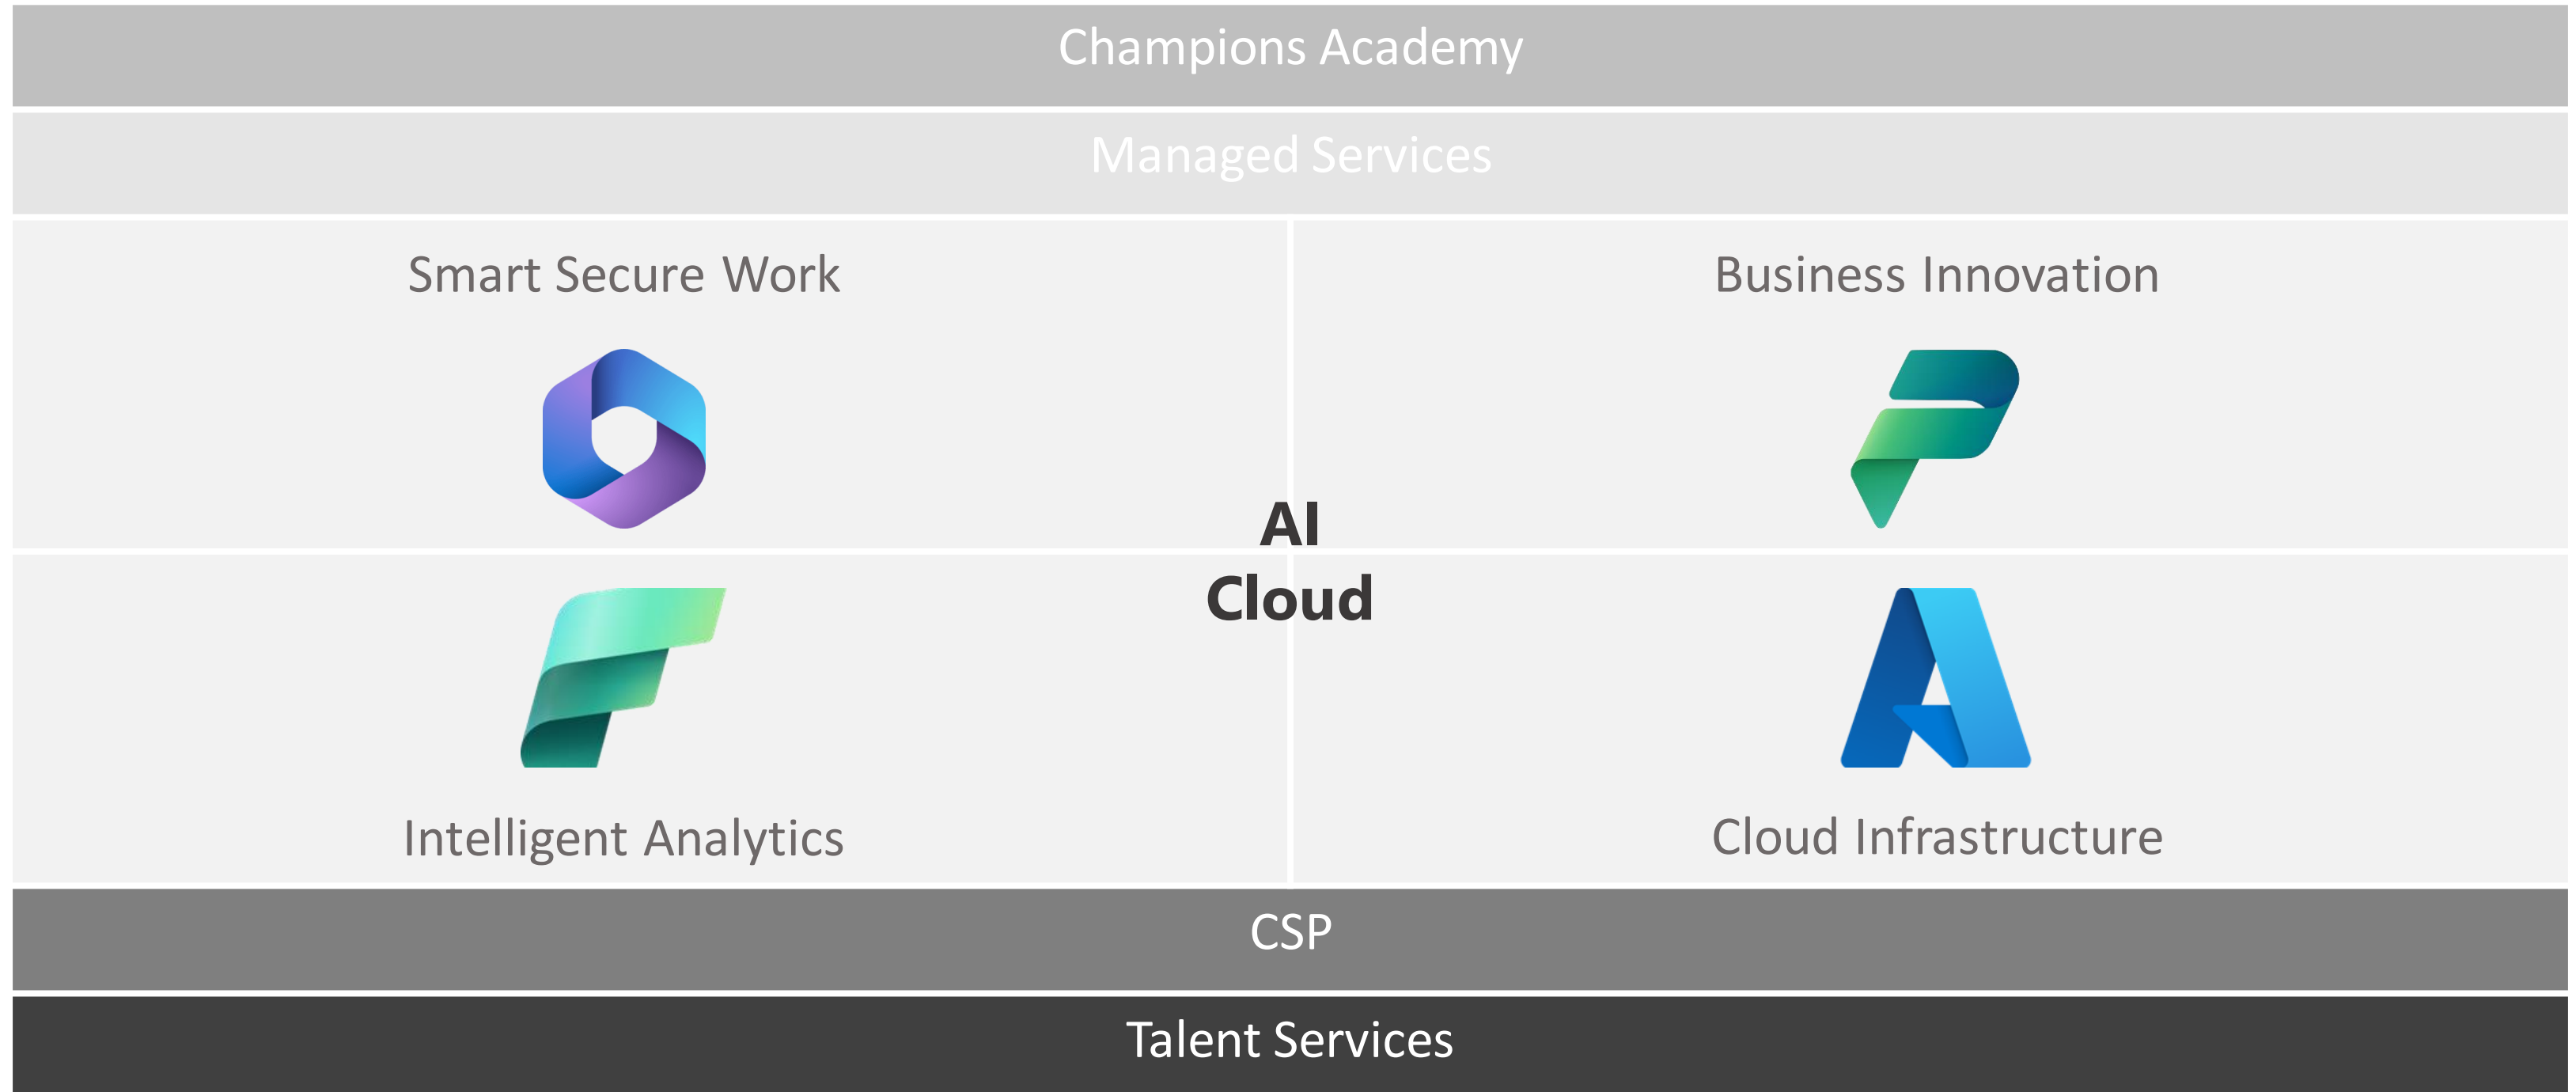 Champions Academy
Managed Services
Smart Secure Work
Business Innovation
AI
Cloud
Intelligent Analytics
Cloud Infrastructure
CSP
Talent Services